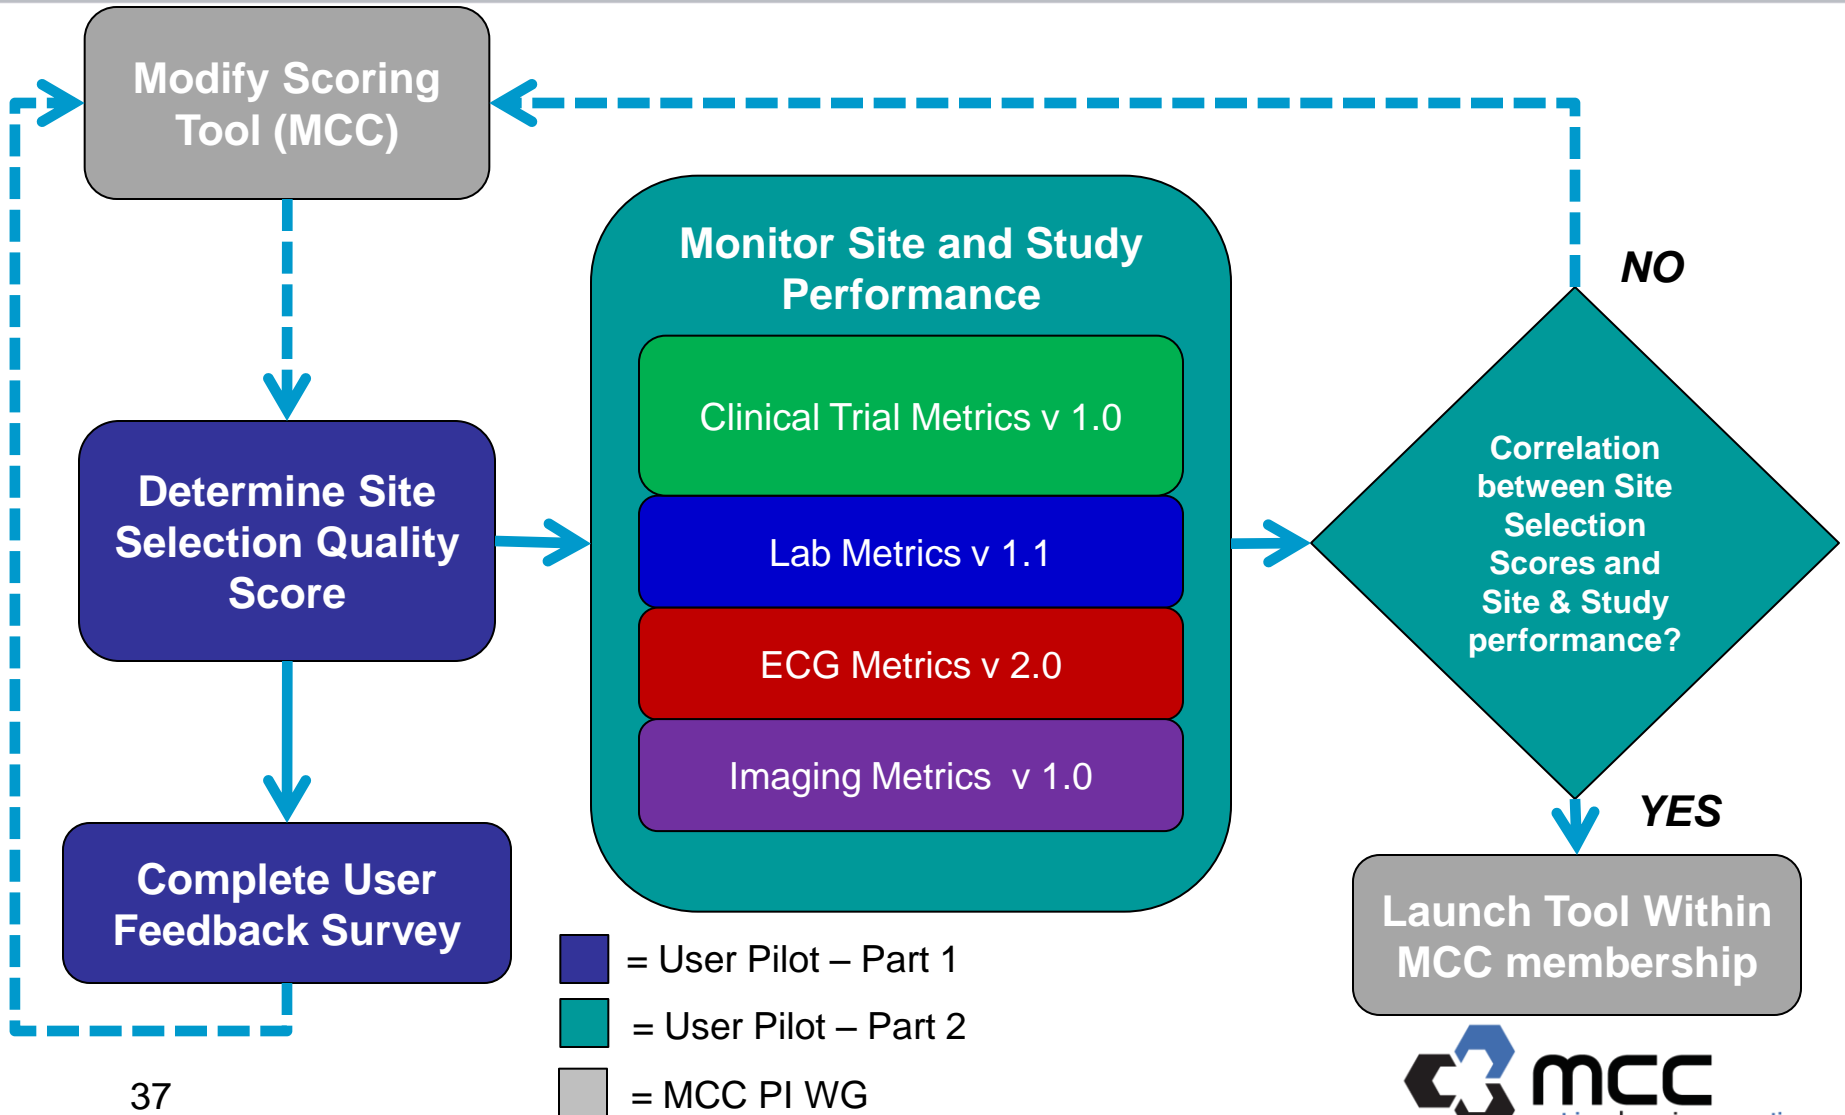 Modify Scoring
Tool (MCC)
Monitor Site and Study
Performance
NO
Clinical Trial Metrics v 1.0
Determine Site
Selection Quality
Score
Correlation
between Site
Selection
Scores and
Site & Study
performance?
Lab Metrics v 1.1
ECG Metrics v 2.0
Imaging Metrics v 1.0
YES
Complete User
Feedback Survey
Launch Tool Within
MCC membership
= User Pilot – Part 1
= User Pilot – Part 2
= MCC PI WG
37
mcc